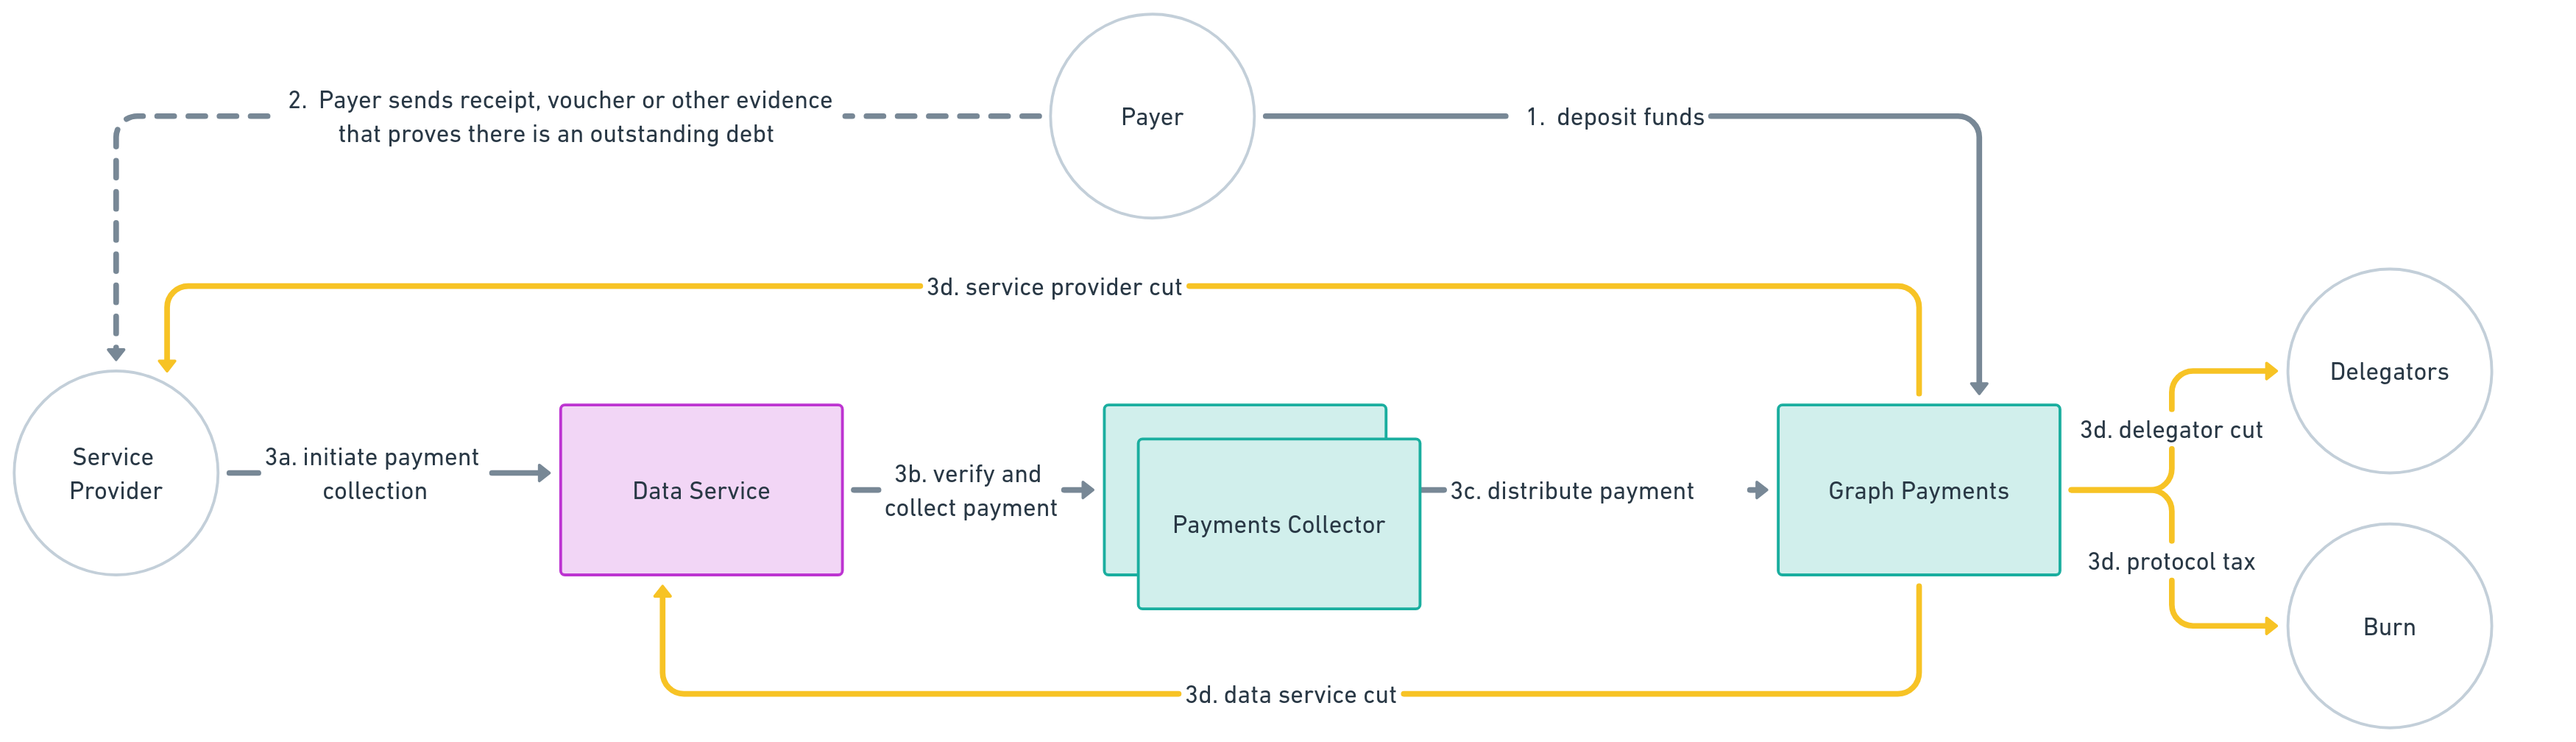 Payer
1. deposit funds
2. Payer sends receipt, voucher or other evidence
that proves there is an outstanding debt
3d. service provider cut
Service
Provider
3a. initiate payment
collection
Data Service
3b. verify and
collect payment
Payments Collector
3c. distribute payment
Graph Payments
3d. delegator cut
Delegators
3d. protocol tax
Burn
3d. data service cut